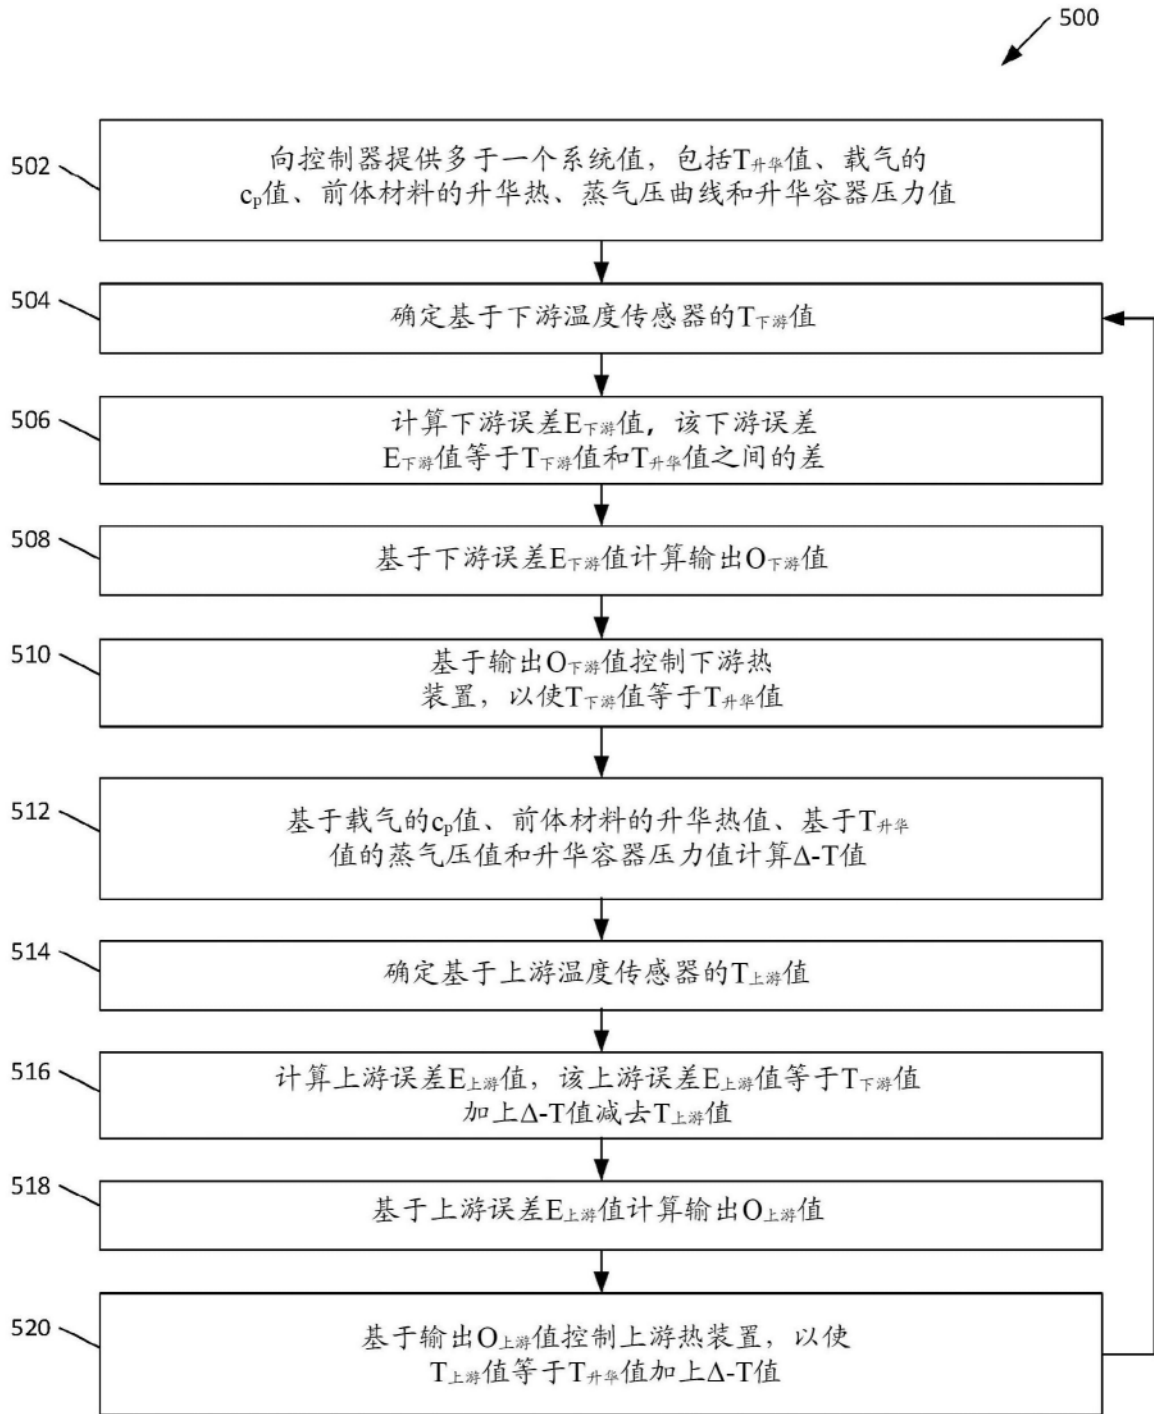 500
502
向控制器提供多于一个系统值，包括T升华值、载气的
cp值、前体材料的升华热、蒸气压曲线和升华容器压力值
504
确定基于下游温度传感器的T下游值
506
计算下游误差E下游值，该下游误差
E下游值等于T下游值和T升华值之间的差
508
基于下游误差E下游值计算输出O下游值
510
基于输出O下游值控制下游热
装置，以使T下游值等于T升华值
512
基于载气的cp值、前体材料的升华热值、基于T升华
值的蒸气压值和升华容器压力值计算Δ-T值
514
确定基于上游温度传感器的T上游值
516
计算上游误差E上游值，该上游误差E上游值等于T下游值
加上Δ-T值减去T上游值
518
基于上游误差E上游值计算输出O上游值
520
基于输出O上游值控制上游热装置，以使
T上游值等于T升华值加上Δ-T值